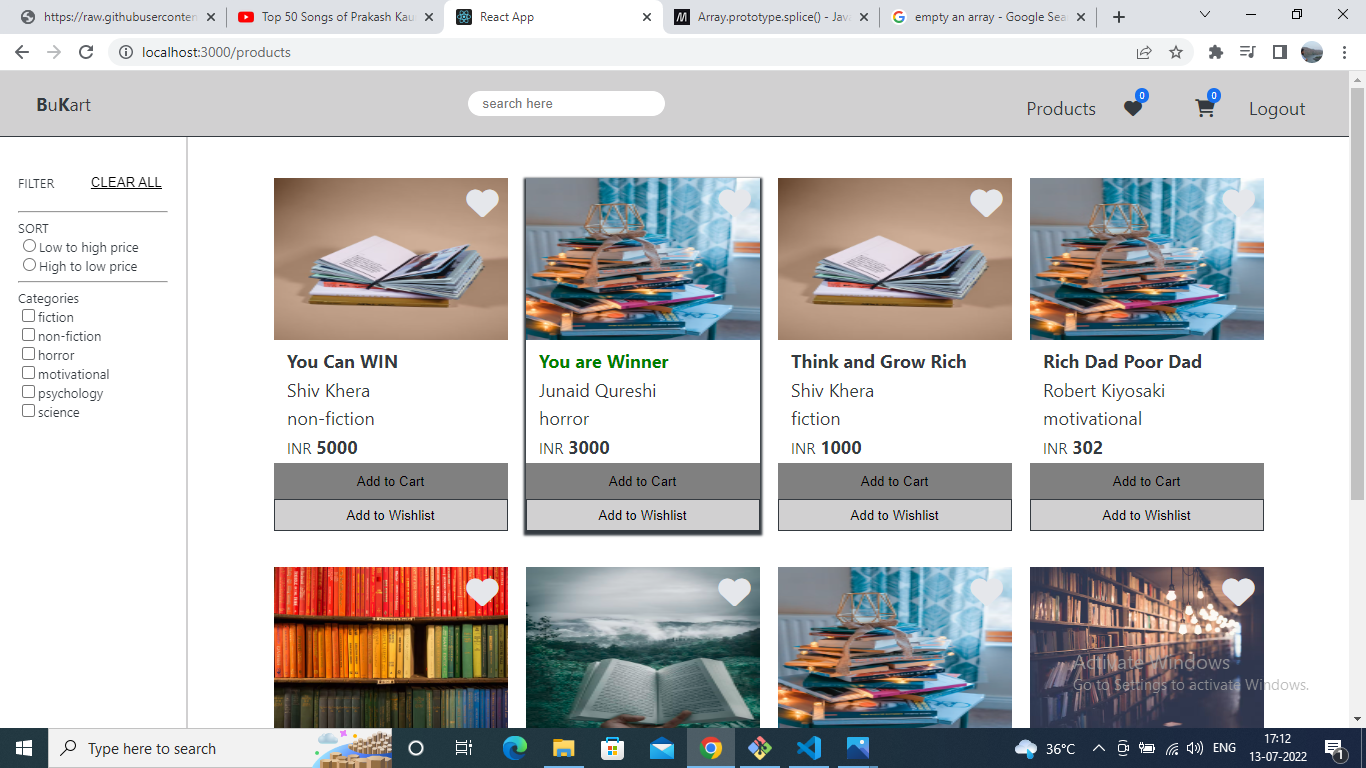 https://raw.githubusercontent
Top 50 Songs of Prakash Kau
React App
Array.prototype.splice() - Java
empty an array - Google Sea
localhost:3000/products
BuKart
search here
Products
0
0
Logout
FILTER
CLEAR ALL
SORT
Low to high price
High to low price
Categories
fiction
non-fiction
horror
motivational
psychology
science
You Can WIN
Shiv Khera
non-fiction
INR 5000
Add to Cart
Add to Wishlist
You are Winner
Junaid Qureshi
horror
INR 3000
Add to Cart
Add to Wishlist
Think and Grow Rich
Shiv Khera
fiction
INR 1000
Add to Cart
Add to Wishlist
Rich Dad Poor Dad
Robert Kiyosaki
motivational
INR 302
Add to Cart
Add to Wishlist
Activate Windows
Go to Settings to activate Windows.
Type here to search
36°C
ENG
17:12
13-07-2022
1